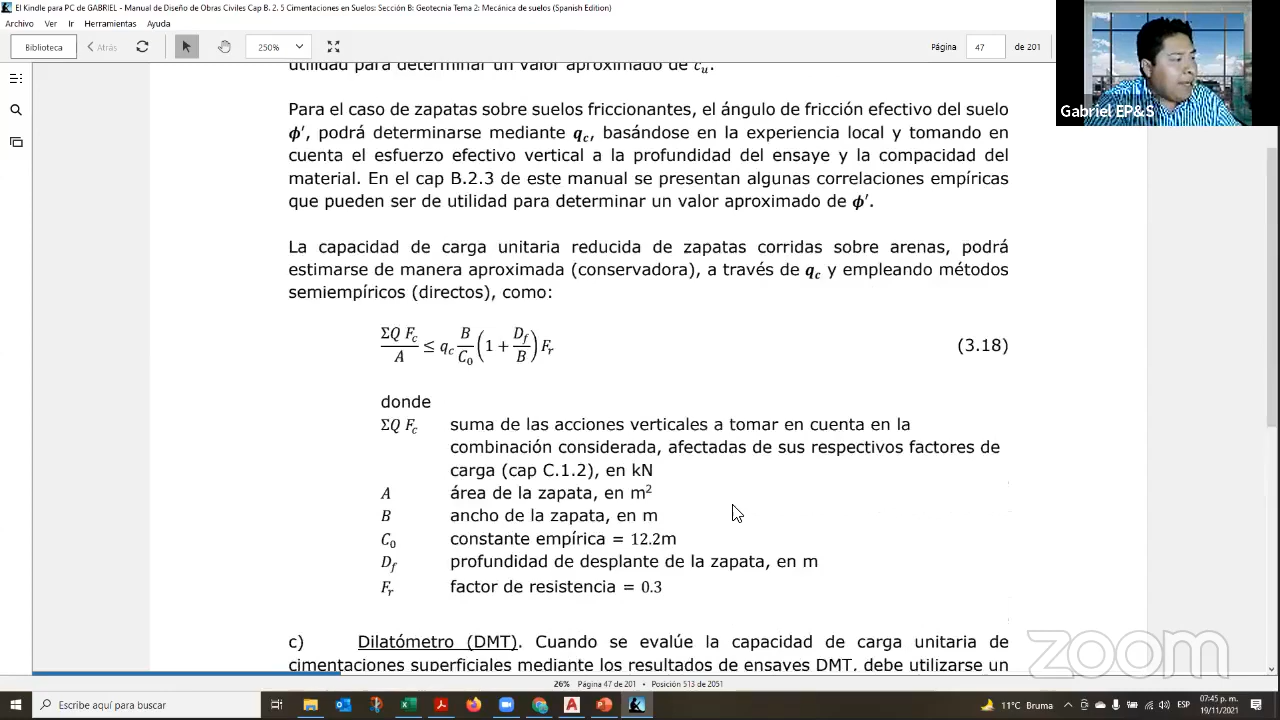 El Kindle para PC de GABRIEL - Manual de Diseño de Obras Civiles Cap B. 2. 5 Cimentaciones en Suelos: Sección B: Geotecnia Tema 2: Mecánica de suelos (Spanish Edition)
Archivo Ver Ir Herramientas Ayuda
Biblioteca Atrás 250% Página 47 de 201
Gabriel EP&S
utilidad para determinar un valor aproximado de c_u.
Para el caso de zapatas sobre suelos friccionantes, el ángulo de fricción efectivo del suelo
ϕ′, podrá determinarse mediante q_c, basándose en la experiencia local y tomando en
cuenta el esfuerzo efectivo vertical a la profundidad del ensaye y la compacidad del
material. En el cap B.2.3 de este manual se presentan algunas correlaciones empíricas
que pueden ser de utilidad para determinar un valor aproximado de ϕ′.
La capacidad de carga unitaria reducida de zapatas corridas sobre arenas, podrá
estimarse de manera aproximada (conservadora), a través de q_c y empleando métodos
semiempíricos (directos), como:
ΣQ F_c / A ≤ q_c B/C_0 (1 + D_f/B) F_r (3.18)
donde
ΣQ F_c suma de las acciones verticales a tomar en cuenta en la
combinación considerada, afectadas de sus respectivos factores de
carga (cap C.1.2), en kN
A área de la zapata, en m²
B ancho de la zapata, en m
C_0 constante empírica = 12.2m
D_f profundidad de desplante de la zapata, en m
F_r factor de resistencia = 0.3
c) Dilatómetro (DMT). Cuando se evalúe la capacidad de carga unitaria de
cimentaciones superficiales mediante los resultados de ensayes DMT, debe utilizarse un
zoom
26% Página 47 de 201 • Posición 513 de 2051
Escribe aquí para buscar
11°C Bruma
ESP
07:45 p. m.
19/11/2021